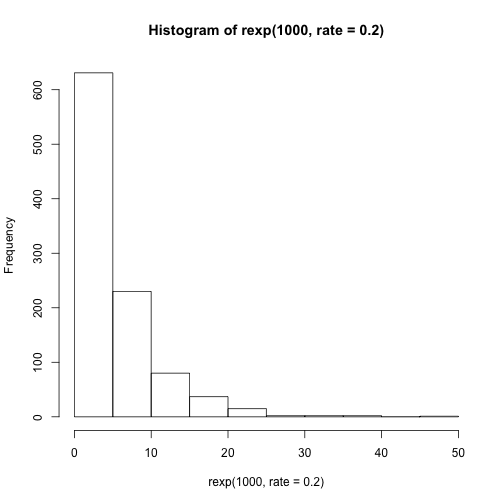 Histogram of rexp(1000, rate = 0.2)
Frequency
600
500
400
300
200
100
0
0 10 20 30 40 50
rexp(1000, rate = 0.2)